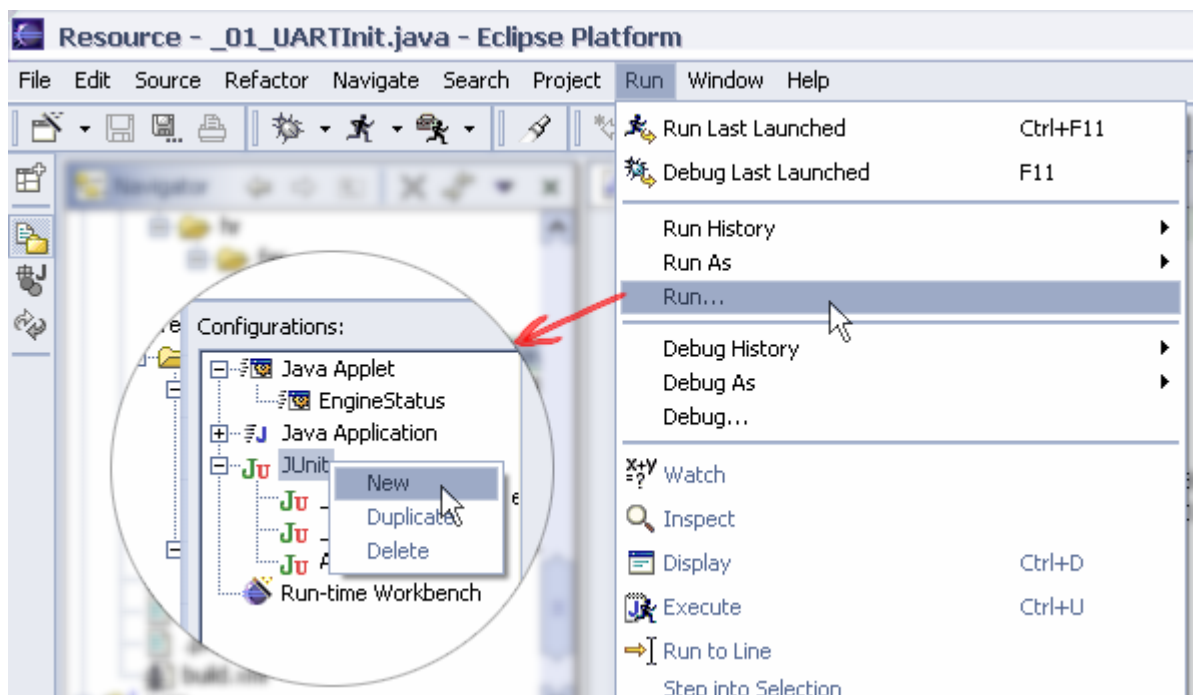 Resource - _01_UARTInit.java - Eclipse Platform
File Edit Source Refactor Navigate Search Project Run Window Help
Run Last Launched Ctrl+F11
Debug Last Launched F11
Navigator
hr
Run History
Run As
Run...
Debug History
Debug As
Debug...
Watch
Inspect
Display Ctrl+D
Execute Ctrl+U
Run to Line
Step into Selection
Configurations:
Java Applet
EngineStatus
Java Application
JUnit
New
Duplicate
Delete
Run-time Workbench